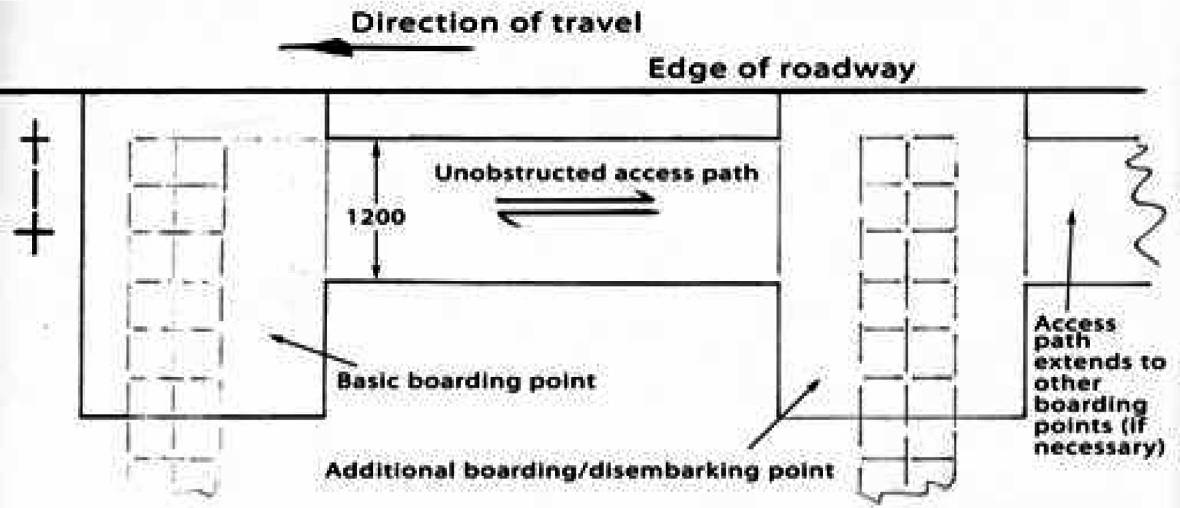 Direction of travel
Edge of roadway
Unobstructed access path
1200
Basic boarding point
Additional boarding/disembarking point
Access
path
extends to
other
boarding
points (if
necessary)